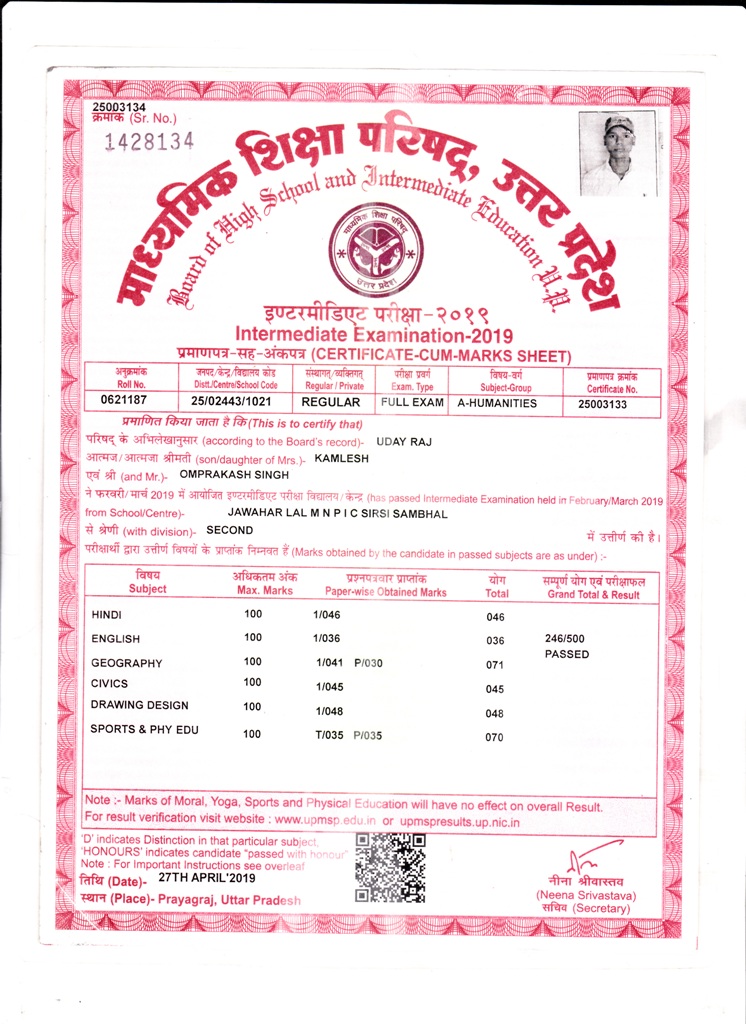 25003134
क्रमांक (Sr. No.)
1428134
माध्यमिक शिक्षा परिषद्, उत्तर प्रदेश
Board of High School and Intermediate Education U.P.
माध्यमिक शिक्षा परिषद्
उत्तर प्रदेश
इण्टरमीडिएट परीक्षा-२०१९
Intermediate Examination-2019
प्रमाणपत्र-सह-अंकपत्र (CERTIFICATE-CUM-MARKS SHEET)
अनुक्रमांक जनपद/केन्द्र/विद्यालय कोड संस्थागत्/व्यक्तिगत् परीक्षा प्रवर्ग विषय-वर्ग प्रमाणपत्र क्रमांक
Roll No. Distt./Centre/School Code Regular / Private Exam. Type Subject-Group Certificate No.
0621187 25/02443/1021 REGULAR FULL EXAM A-HUMANITIES 25003133
प्रमाणित किया जाता है कि(This is to certify that)
परिषद् के अभिलेखानुसार (according to the Board's record)- UDAY RAJ
आत्मज/आत्मजा श्रीमती (son/daughter of Mrs.)- KAMLESH
एवं श्री (and Mr.)- OMPRAKASH SINGH
ने फरवरी/मार्च 2019 में आयोजित इण्टरमीडिएट परीक्षा विद्यालय/केन्द्र (has passed Intermediate Examination held in February/March 2019
from School/Centre)- JAWAHAR LAL M N P I C SIRSI SAMBHAL
से श्रेणी (with division)- SECOND में उत्तीर्ण की है।
परीक्षार्थी द्वारा उत्तीर्ण विषयों के प्राप्तांक निम्नवत हैं (Marks obtained by the candidate in passed subjects are as under) :-
विषय अधिकतम अंक प्रश्नपत्रवार प्राप्तांक योग सम्पूर्ण योग एवं परीक्षाफल
Subject Max. Marks Paper-wise Obtained Marks Total Grand Total & Result
HINDI 100 1/046 046
ENGLISH 100 1/036 036 246/500
PASSED
GEOGRAPHY 100 1/041 P/030 071
CIVICS 100 1/045 045
DRAWING DESIGN 100 1/048 048
SPORTS & PHY EDU 100 T/035 P/035 070
Note :- Marks of Moral, Yoga, Sports and Physical Education will have no effect on overall Result.
For result verification visit website : www.upmsp.edu.in or upmspresults.up.nic.in
'D' indicates Distinction in that particular subject,
'HONOURS' indicates candidate "passed with honour"
Note : For Important Instructions see overleaf
तिथि (Date)- 27TH APRIL'2019
स्थान (Place)- Prayagraj, Uttar Pradesh
नीना श्रीवास्तव
(Neena Srivastava)
सचिव (Secretary)